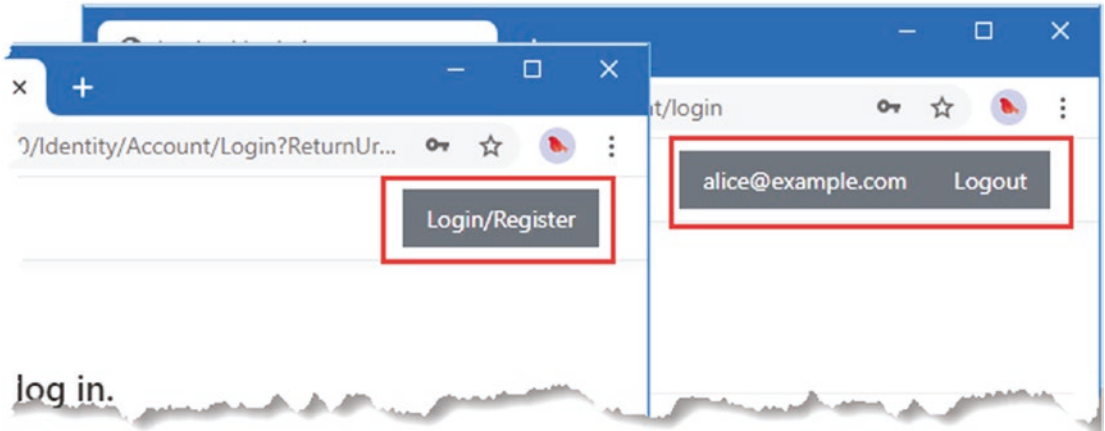 0/Identity/Account/Login?ReturnUr...
Login/Register
log in.
t/login
alice@example.com Logout